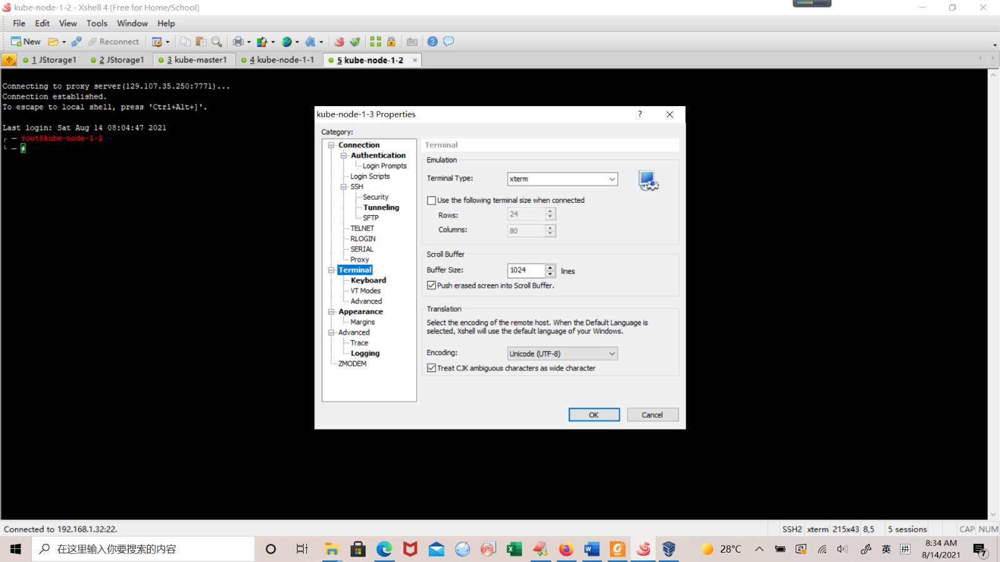 kube-node-1-2 - Xshell 4 (Free for Home/School)
File Edit View Tools Window Help
New Reconnect
1 JStorage1 2 JStorage1 3 kube-master1 4 kube-node-1-1 5 kube-node-1-2
Connecting to proxy server(129.107.35.250:7771)...
Connection established.
To escape to local shell, press 'Ctrl+Alt+]'.
Last login: Sat Aug 14 08:04:47 2021
╭ ─ root@kube-node-1-2 ~
╰ ─ #
kube-node-1-3 Properties
Category:
Connection
Authentication
Login Prompts
Login Scripts
SSH
Security
Tunneling
SFTP
TELNET
RLOGIN
SERIAL
Proxy
Terminal
Keyboard
VT Modes
Advanced
Appearance
Margins
Advanced
Trace
Logging
ZMODEM
Terminal
Emulation
Terminal Type: xterm
Use the following terminal size when connected
Rows: 24
Columns: 80
Scroll Buffer
Buffer Size: 1024 lines
Push erased screen into Scroll Buffer.
Translation
Select the encoding of the remote host. When the Default Language is
selected, Xshell will use the default language of your Windows.
Encoding: Unicode (UTF-8)
Treat CJK ambiguous characters as wide character
OK Cancel
Connected to 192.168.1.32:22. SSH2 xterm 215x43 8,5 5 sessions CAP NUM
在这里输入你要搜索的内容
28°C 英 拼
8:34 AM
8/14/2021
7